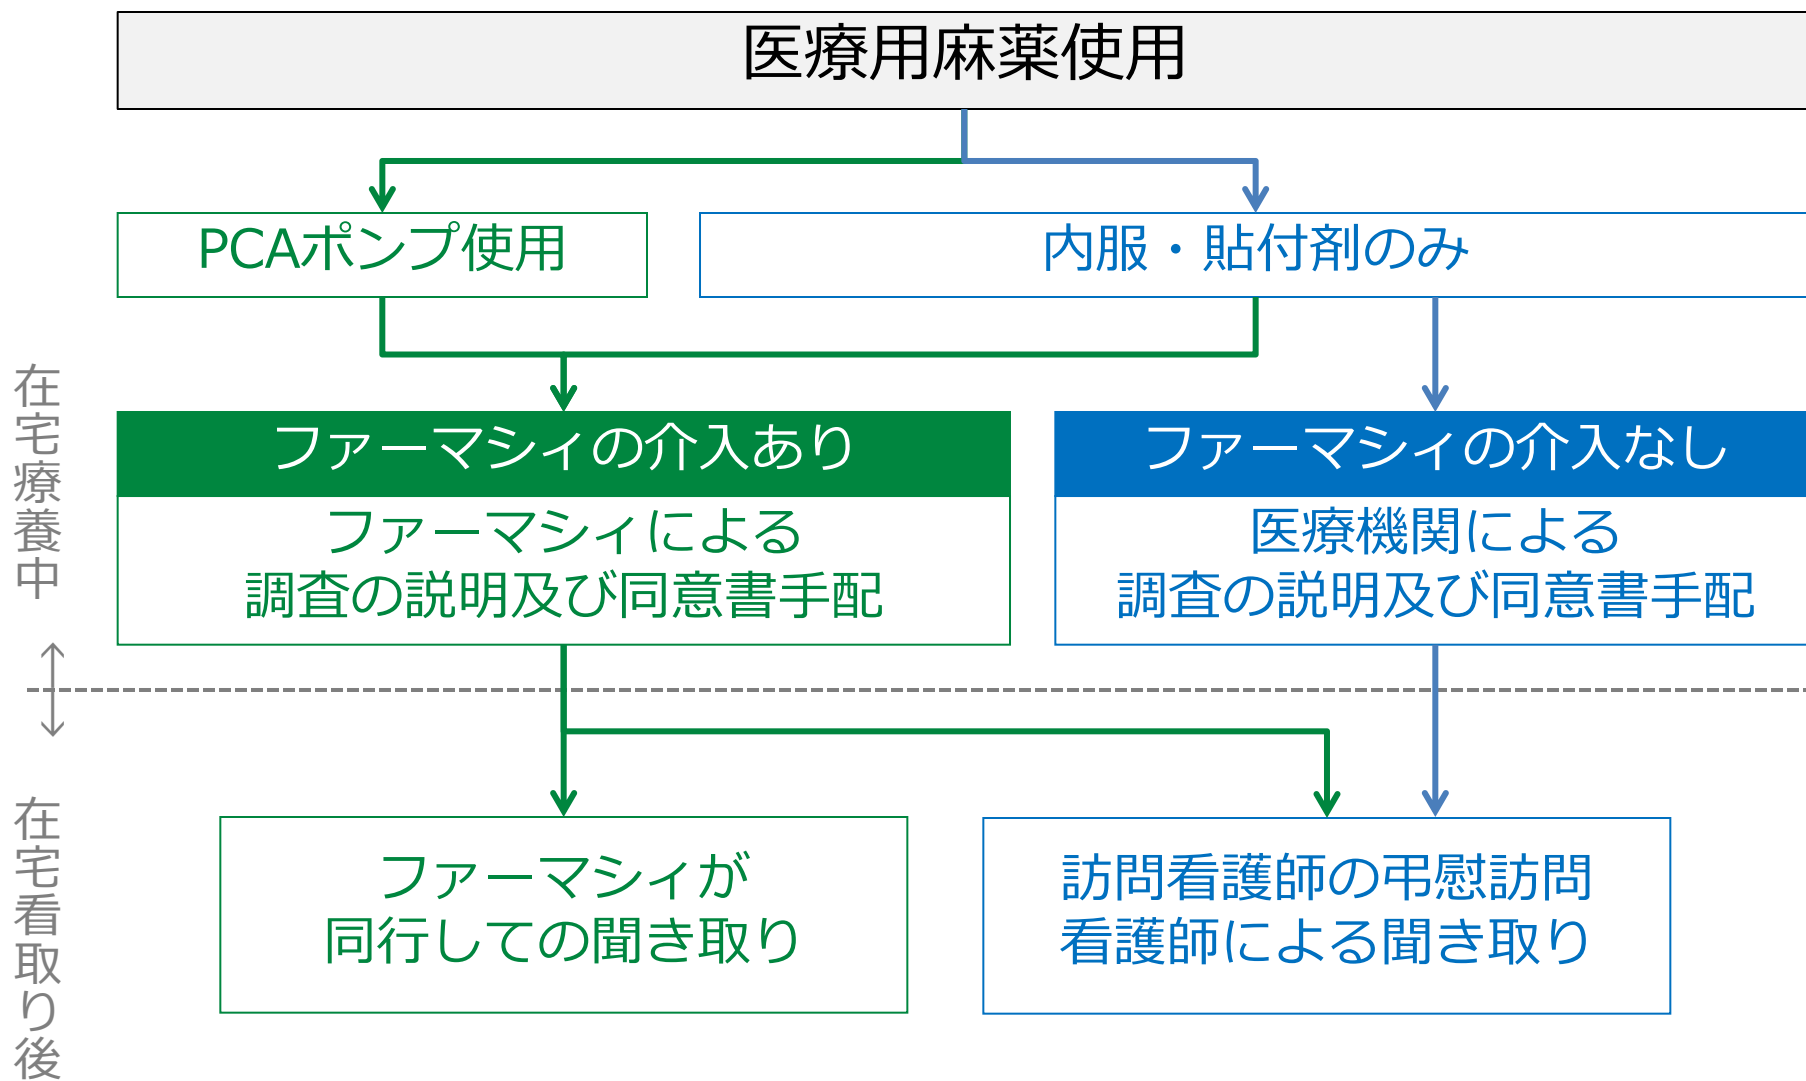 医療用麻薬使用
PCAポンプ使用
内服・貼付剤のみ
在宅療養中
ファーマシィの介入あり
ファーマシィによる
調査の説明及び同意書手配
ファーマシィの介入なし
医療機関による
調査の説明及び同意書手配
在宅看取り後
ファーマシィが
同行しての聞き取り
訪問看護師の弔慰訪問
看護師による聞き取り